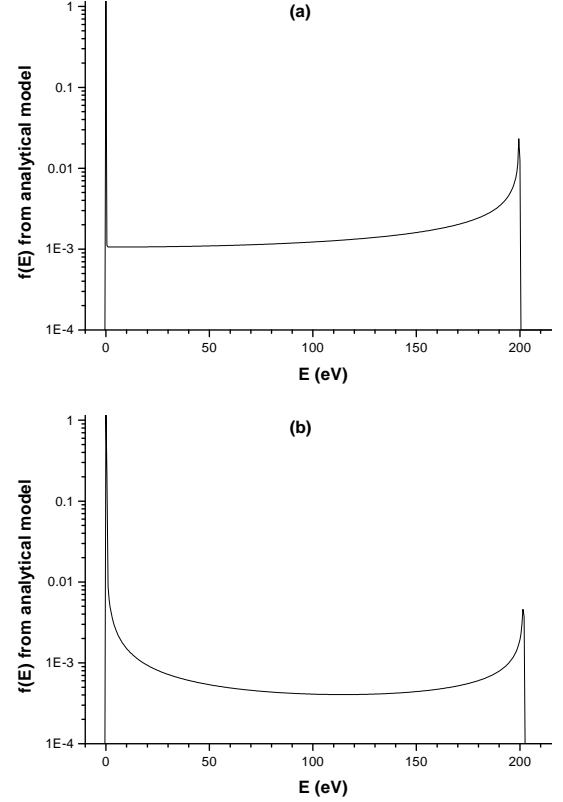 (a)
1
0.1
0.01
1E-3
1E-4
f(E) from analytical model
0 50 100 150 200
E (eV)
(b)
1
0.1
0.01
1E-3
1E-4
f(E) from analytical model
0 50 100 150 200
E (eV)